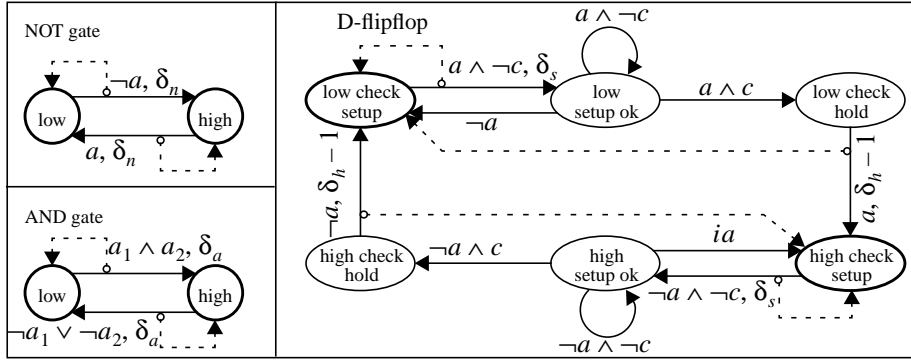 NOT gate
¬a, δn
low
high
a, δn
AND gate
a1 ∧ a2, δa
low
high
¬a1 ∨ ¬a2, δa
D-flipflop
a ∧ ¬c
a ∧ ¬c, δs
low check
setup
low
setup ok
a ∧ c
low check
hold
¬a
¬a, δh – 1
a, δh – 1
high check
hold
¬a ∧ c
high
setup ok
ia
high check
setup
¬a ∧ ¬c, δs
¬a ∧ ¬c